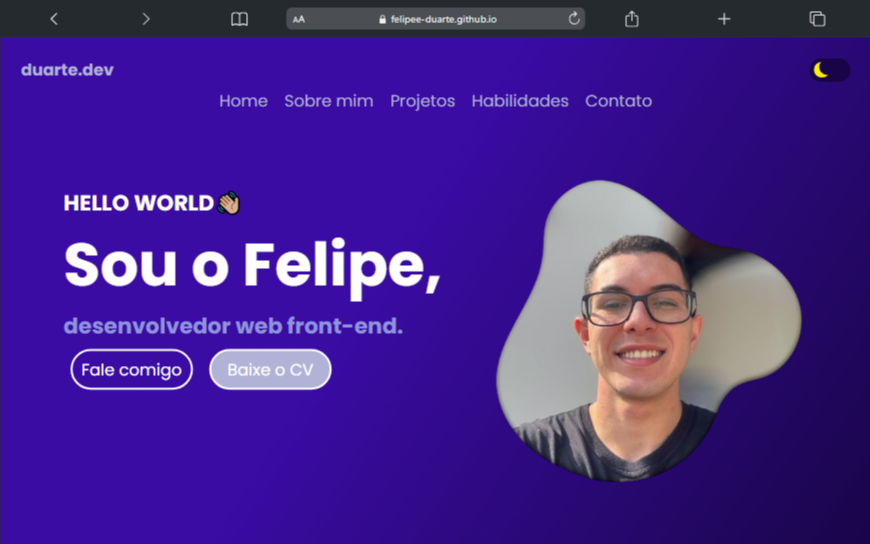 AA felipee-duarte.github.io
duarte.dev
Home Sobre mim Projetos Habilidades Contato
HELLO WORLD👋🏼
Sou o Felipe,
desenvolvedor web front-end.
Fale comigo Baixe o CV